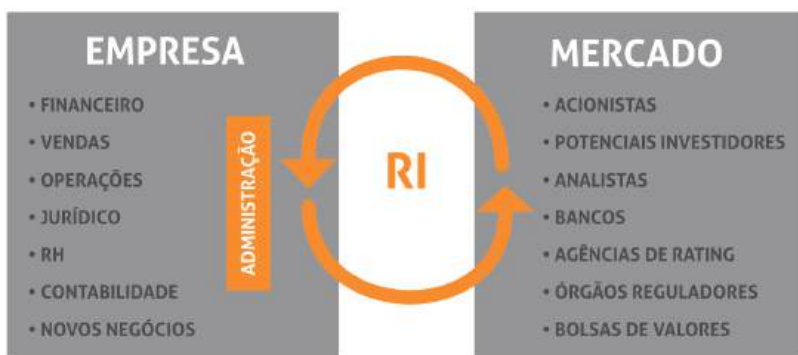 EMPRESA
• FINANCEIRO
• VENDAS
• OPERAÇÕES
• JURÍDICO
• RH
• CONTABILIDADE
• NOVOS NEGÓCIOS
ADMINISTRAÇÃO
RI
MERCADO
• ACIONISTAS
• POTENCIAIS INVESTIDORES
• ANALISTAS
• BANCOS
• AGÊNCIAS DE RATING
• ÓRGÃOS REGULADORES
• BOLSAS DE VALORES